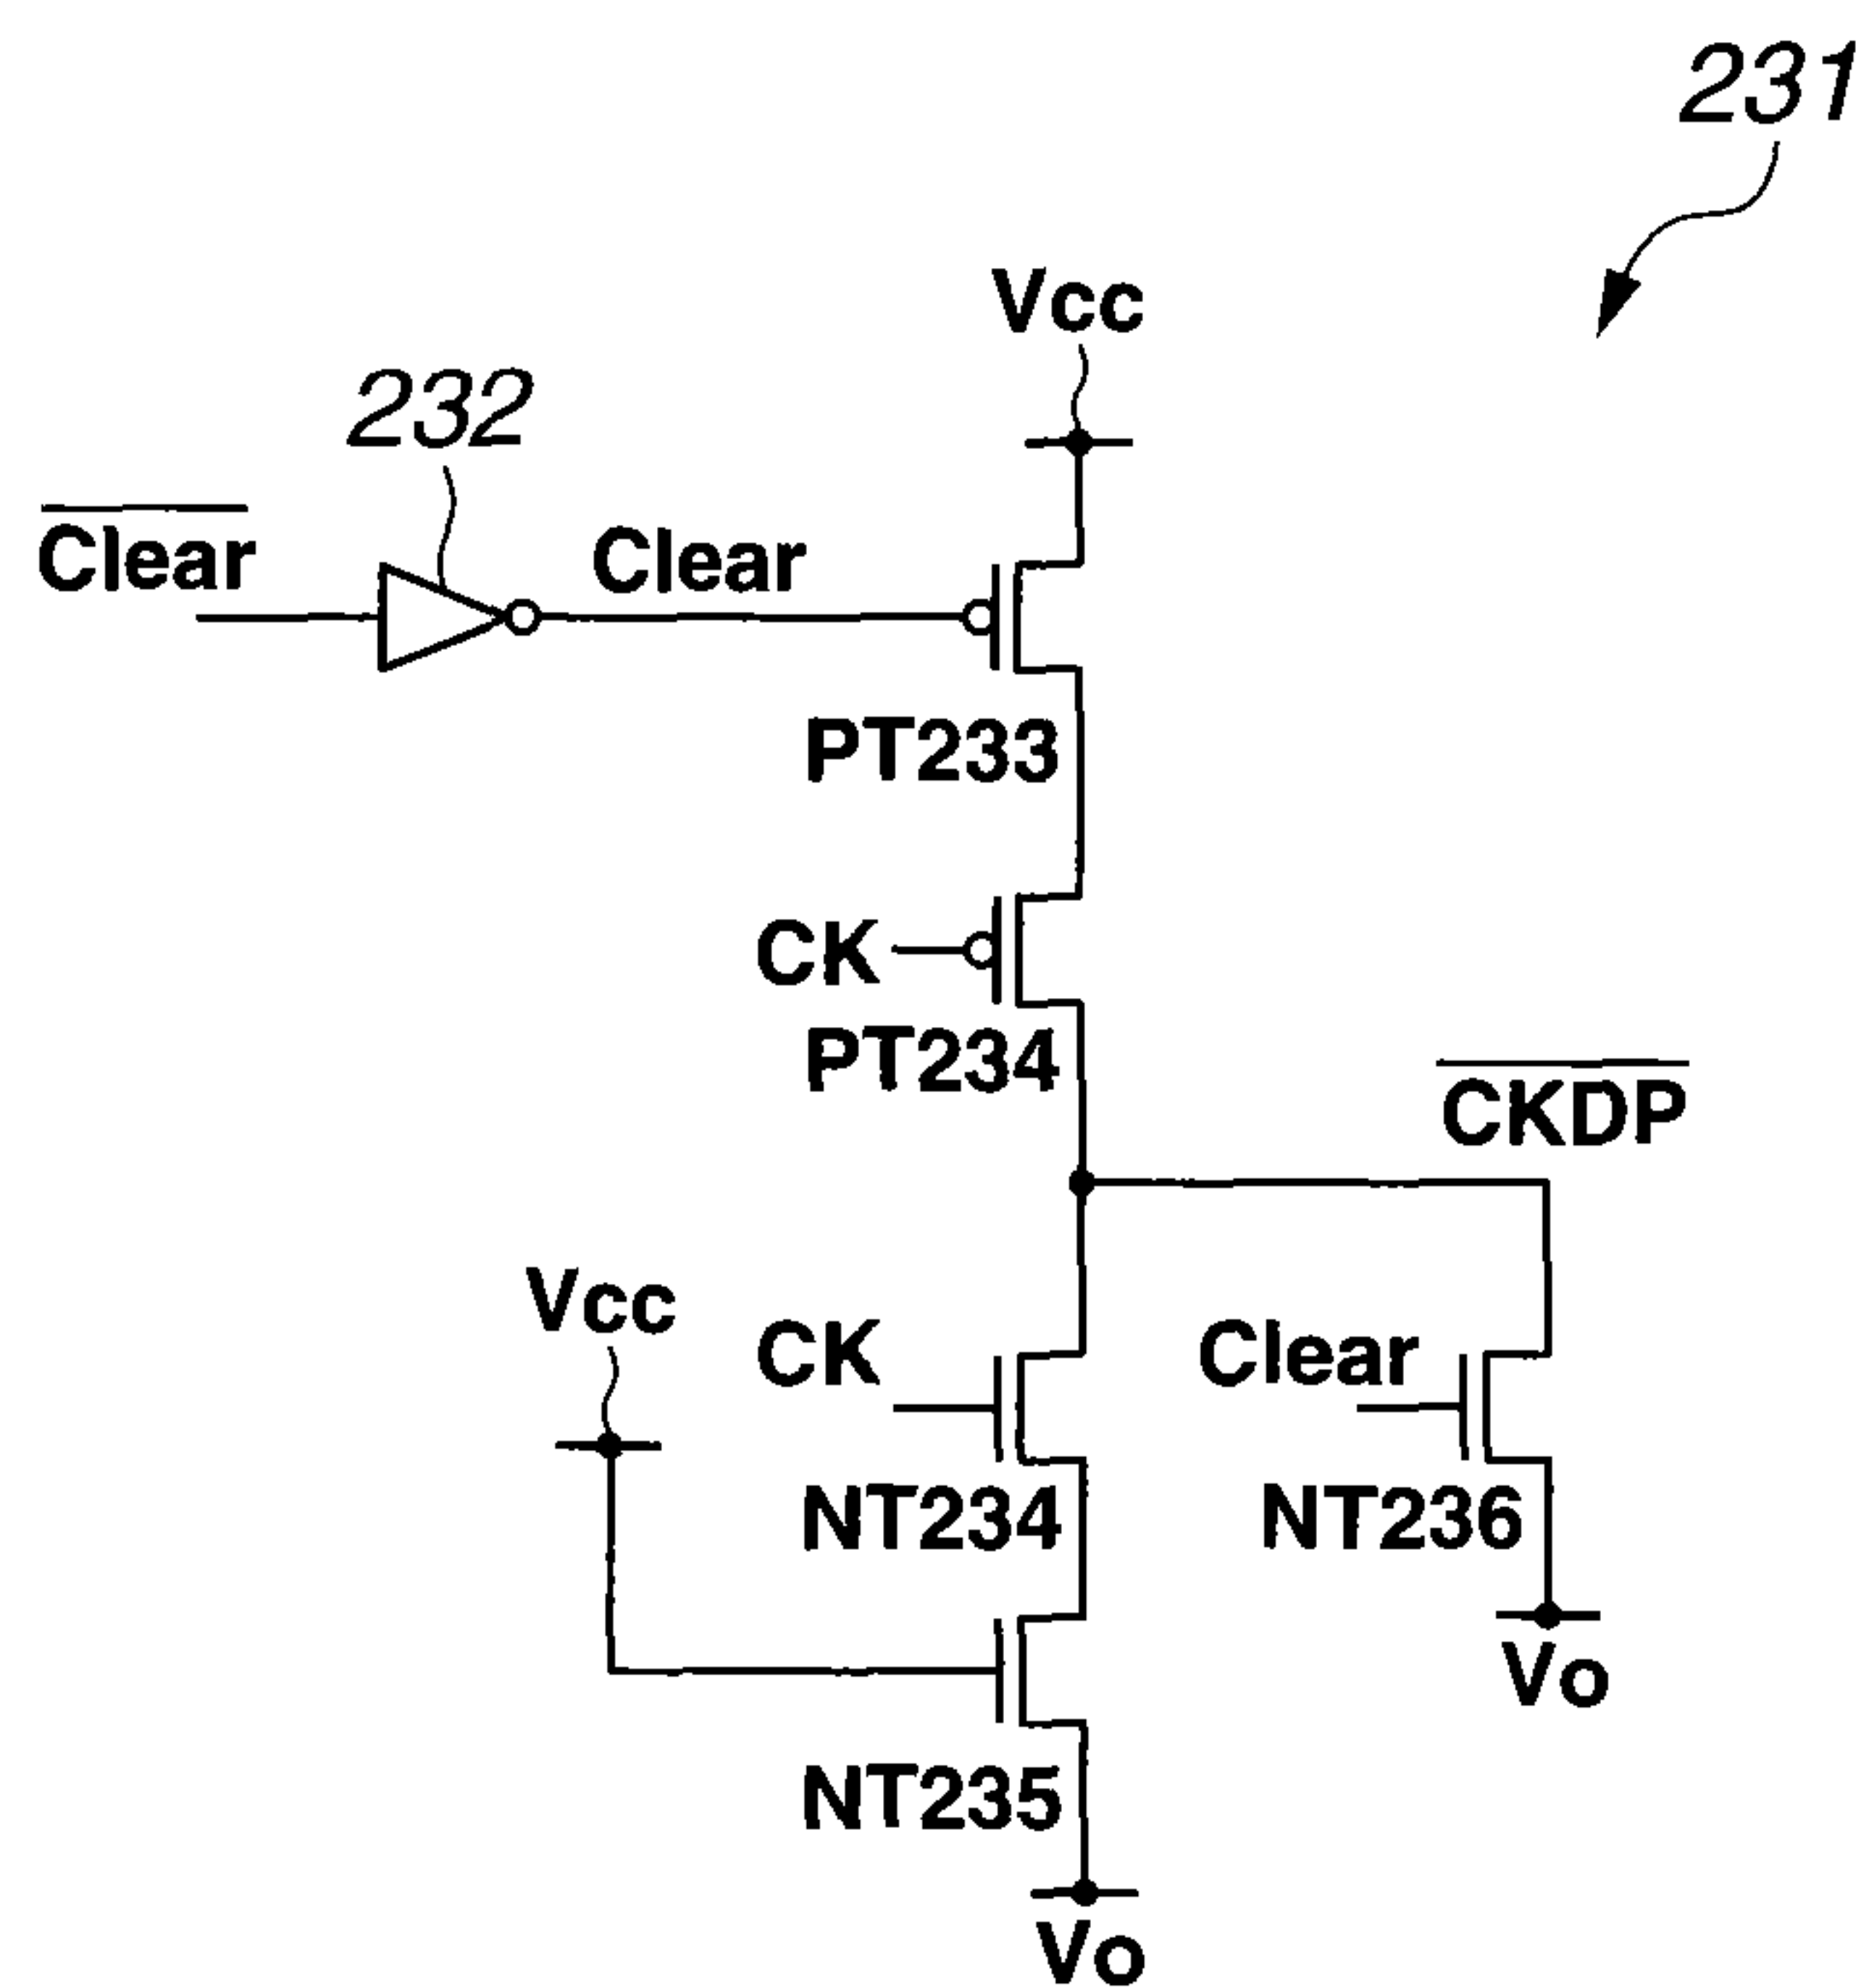 231
Vcc
232
Clear
Clear
PT233
CK
PT234
CKDP
Vcc
CK
Clear
NT234
NT236
Vo
NT235
Vo